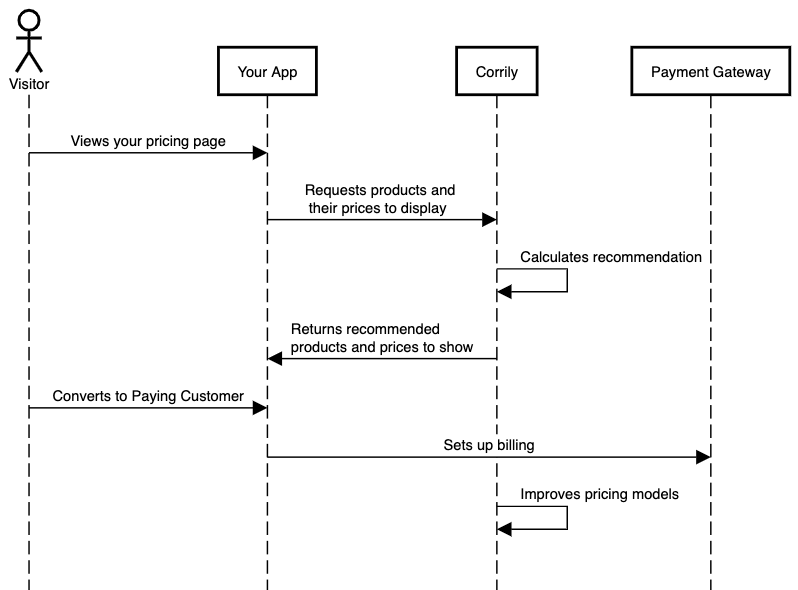 Visitor
Your App
Corrily
Payment Gateway
Views your pricing page
Requests products and
their prices to display
Calculates recommendation
Returns recommended
products and prices to show
Converts to Paying Customer
Sets up billing
Improves pricing models